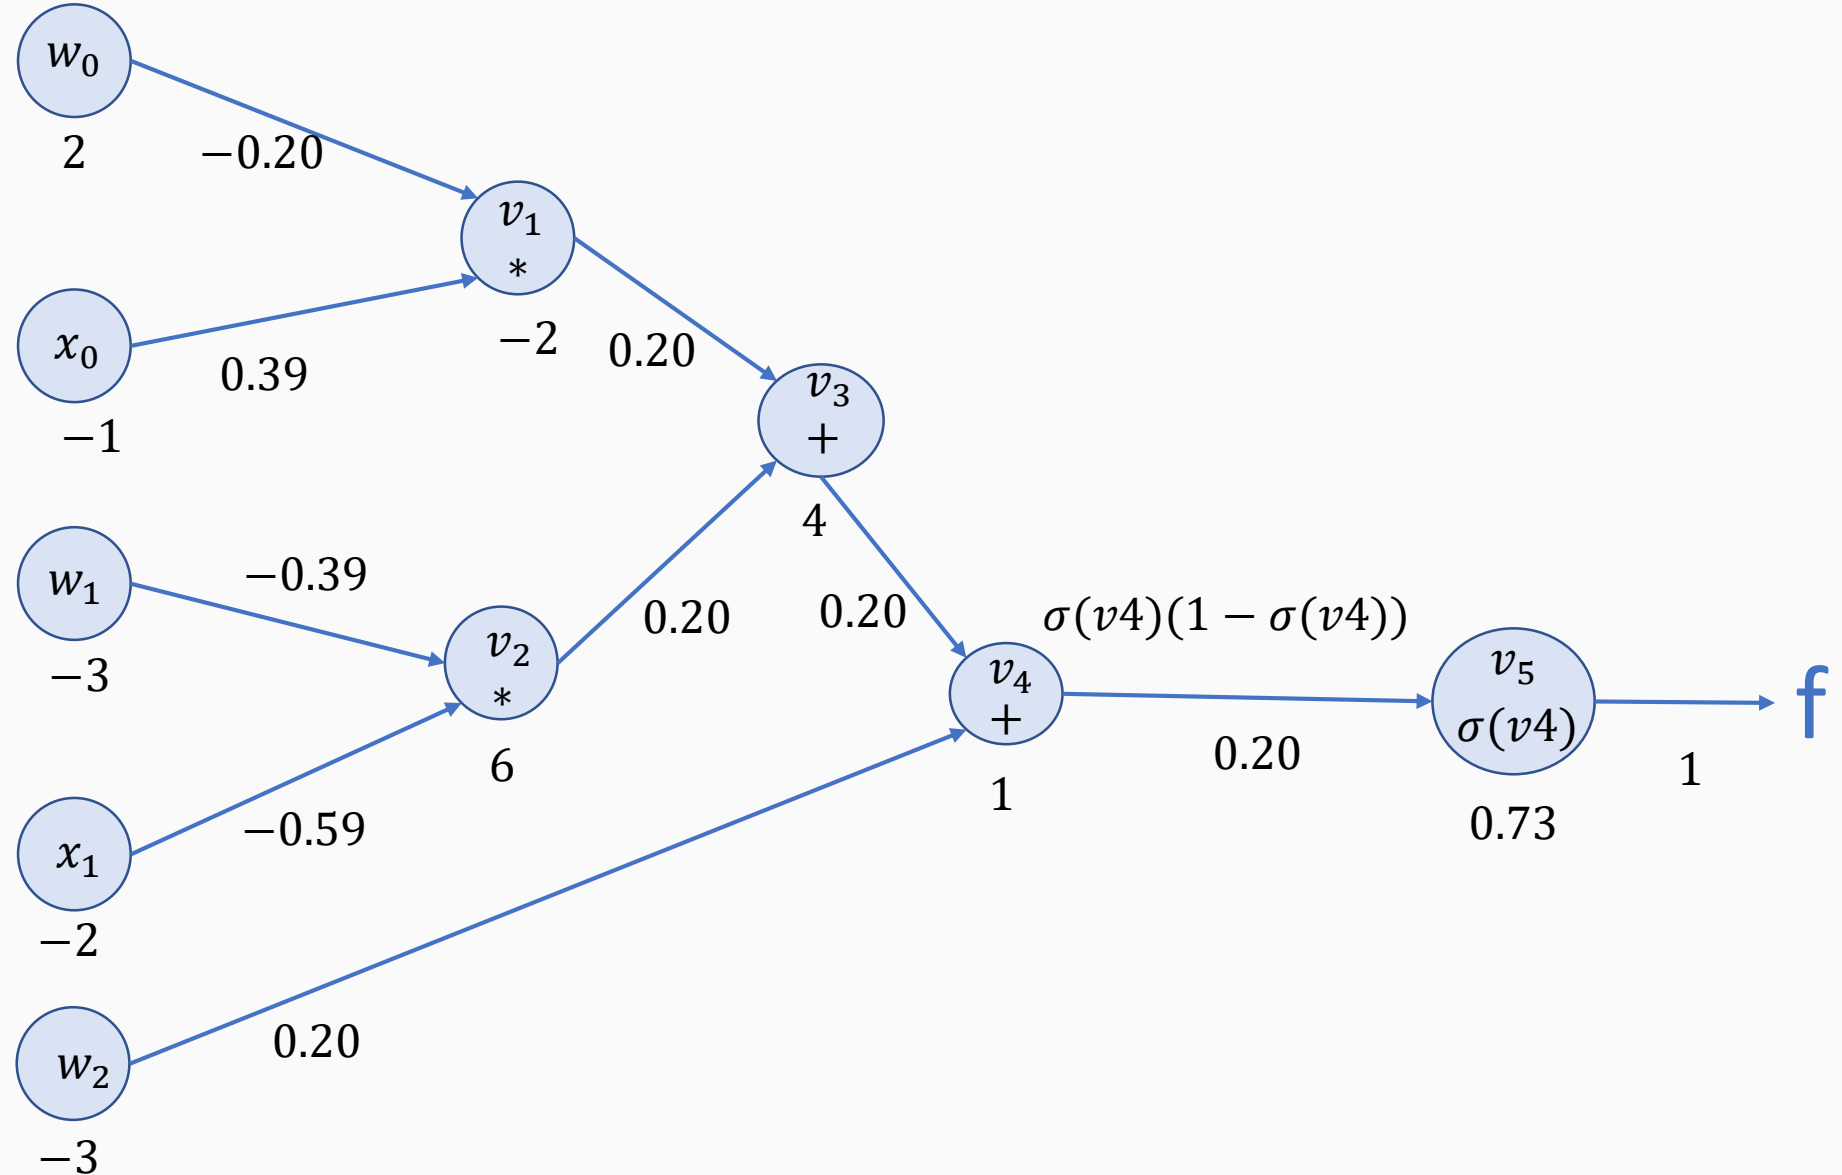 w₀
2
−0.20
x₀
0.39
−1
v₁
*
−2
0.20
w₁
−0.39
−3
v₂
*
6
0.20
x₁
−0.59
−2
v₃
+
4
0.20
v₄
+
1
σ(v4)(1 − σ(v4))
0.20
v₅
σ(v4)
0.73
1
f
w₂
0.20
−3